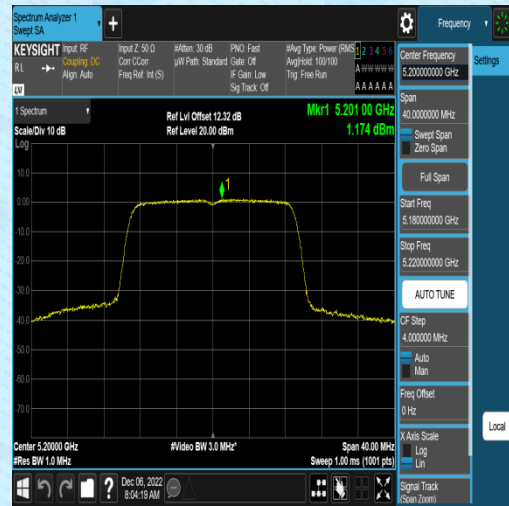 Spectrum Analyzer 1
Swept SA
+
Frequency
KEYSIGHT
RL
LXI
Input: RF
Coupling: DC
Align: Auto
Input Z: 50 Ω
Corr CCorr
Freq Ref: Int (S)
#Atten: 30 dB
µW Path: Standard
PNO: Fast
Gate: Off
IF Gain: Low
Sig Track: Off
#Avg Type: Power (RMS
Avg|Hold: 100/100
Trig: Free Run
1 2 3 4 5 6
A W W W W W
A A A A A A
1 Spectrum
Scale/Div 10 dB
Log
Ref Lvl Offset 12.32 dB
Ref Level 20.00 dBm
Mkr1 5.201 00 GHz
1.174 dBm
1
10.0
0.00
-10.0
-20.0
-30.0
-40.0
-50.0
-60.0
-70.0
Center 5.20000 GHz
#Res BW 1.0 MHz
#Video BW 3.0 MHz*
Span 40.00 MHz
Sweep 1.00 ms (1001 pts)
?
Dec 06, 2022
8:04:19 AM
Center Frequency
5.200000000 GHz
Span
40.0000000 MHz
Swept Span
Zero Span
Full Span
Start Freq
5.180000000 GHz
Stop Freq
5.220000000 GHz
AUTO TUNE
CF Step
4.000000 MHz
Auto
Man
Freq Offset
0 Hz
X Axis Scale
Log
Lin
Signal Track
(Span Zoom)
Settings
Local